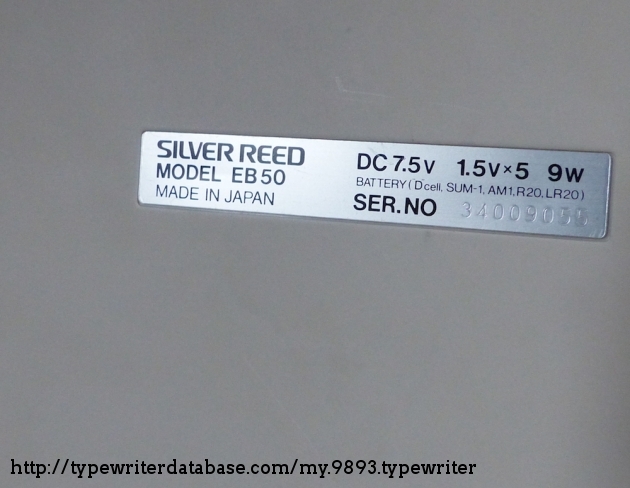 SILVER REED
MODEL EB50
MADE IN JAPAN
DC 7.5V 1.5V×5 9W
BATTERY (D cell, SUM-1, AM1, R20, LR20)
SER.NO 34009055
http://typewriterdatabase.com/my.9893.typewriter